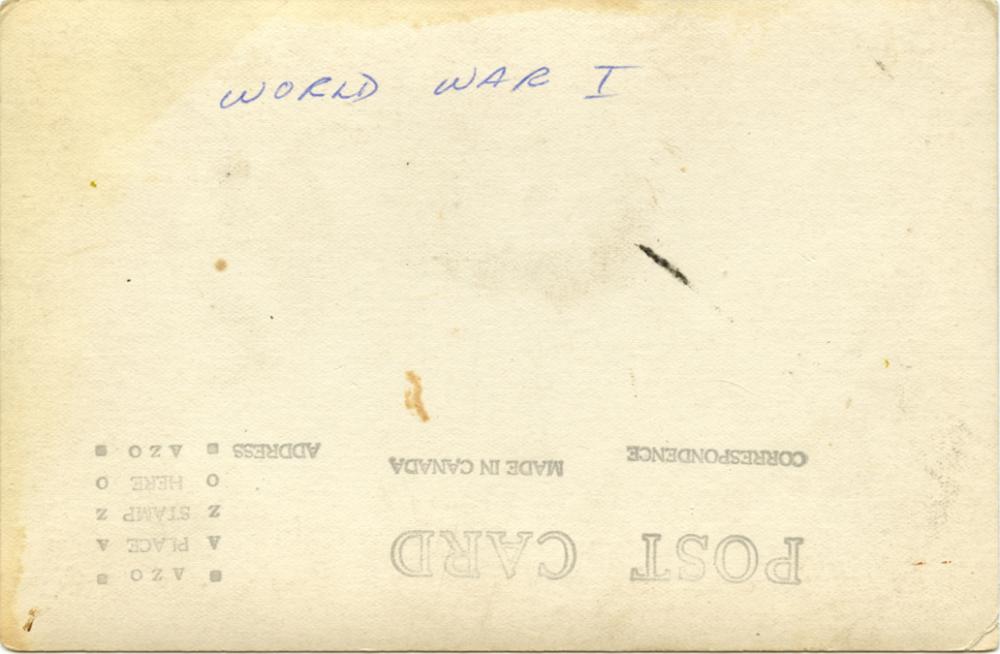 WORLD WAR I
POST CARD
CORRESPONDENCE
MADE IN CANADA
ADDRESS
AZO
A PLACE A
Z STAMP Z
O HERE O
AZO